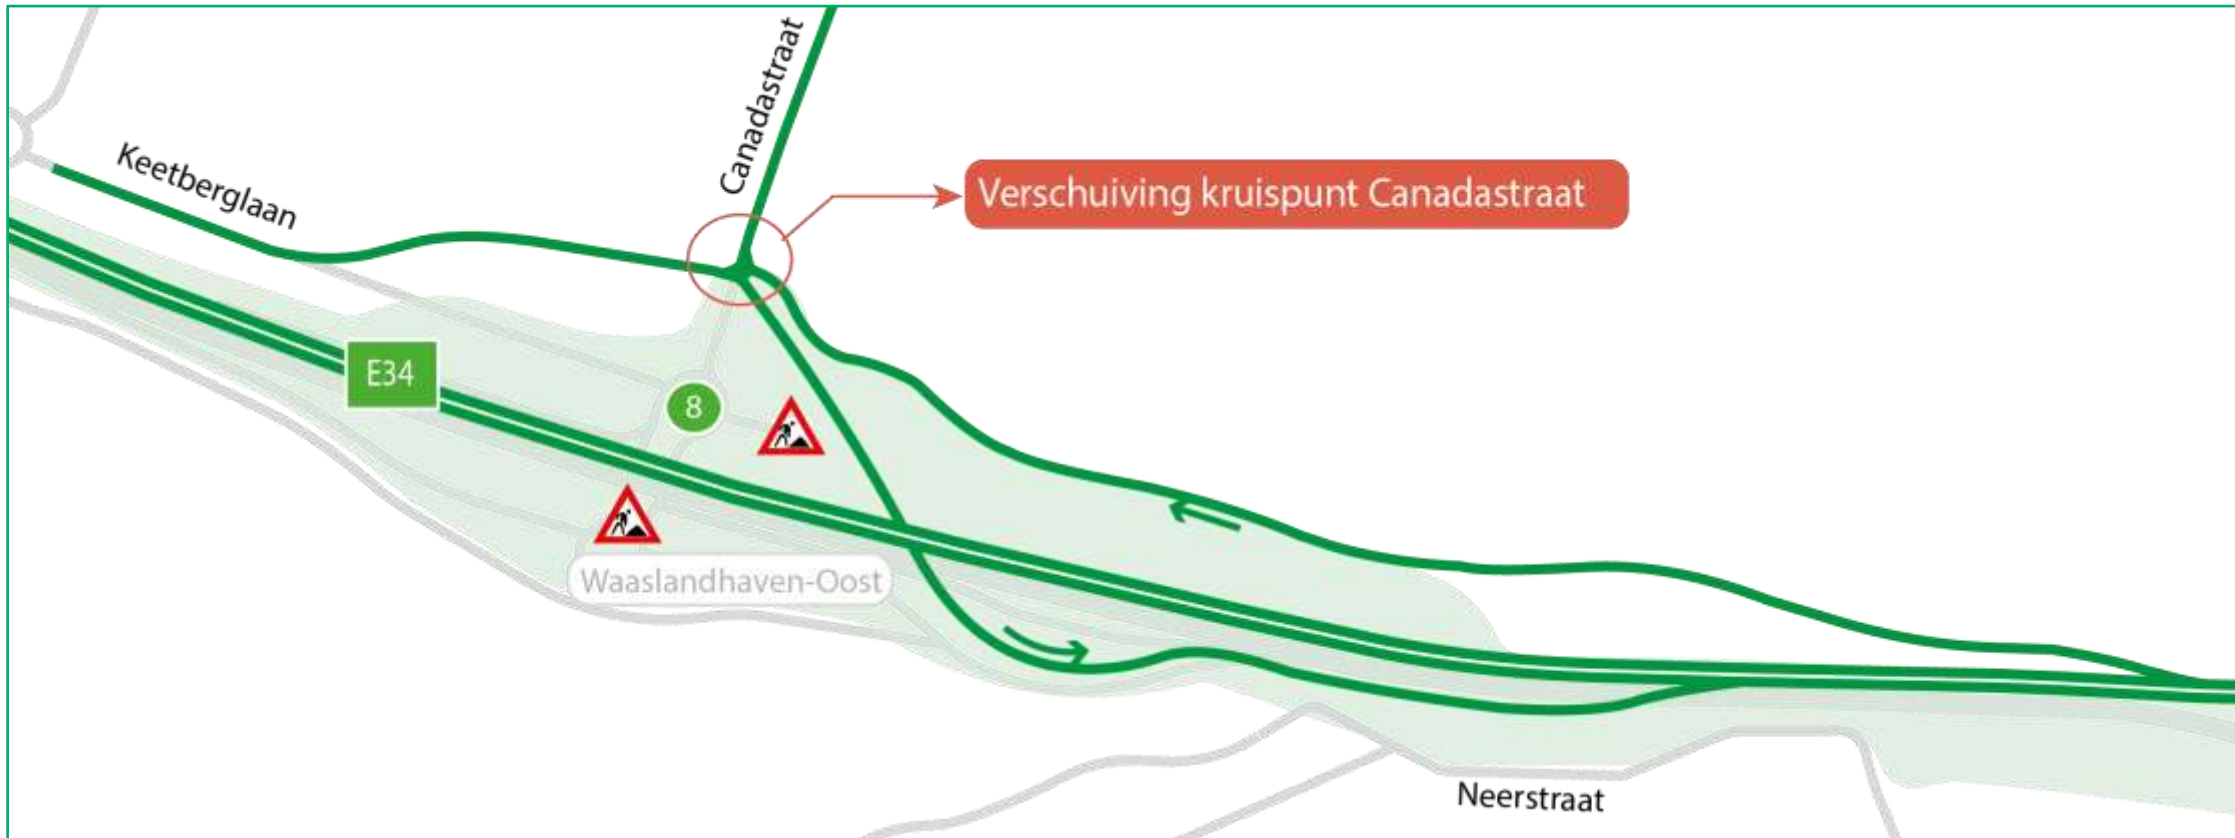 Canadastraat
Keetberglaan
Verschuiving kruispunt Canadastraat
E34
8
Waaslandhaven-Oost
Neerstraat